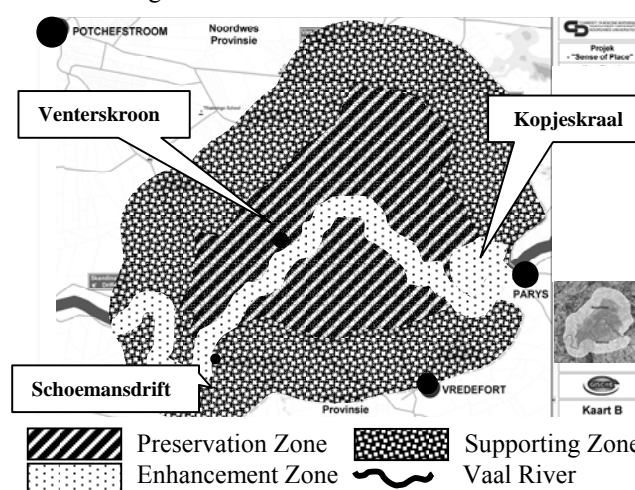 POTCHEFSTROOM
Noordwes
Provinsie
Projek
- "Sense of Place"
Venterskroon
Kopjeskraal
PARYS
Schoemansdrift
VREDEFORT
Provinsie
Kaart B
Preservation Zone
Supporting Zone
Enhancement Zone
Vaal River